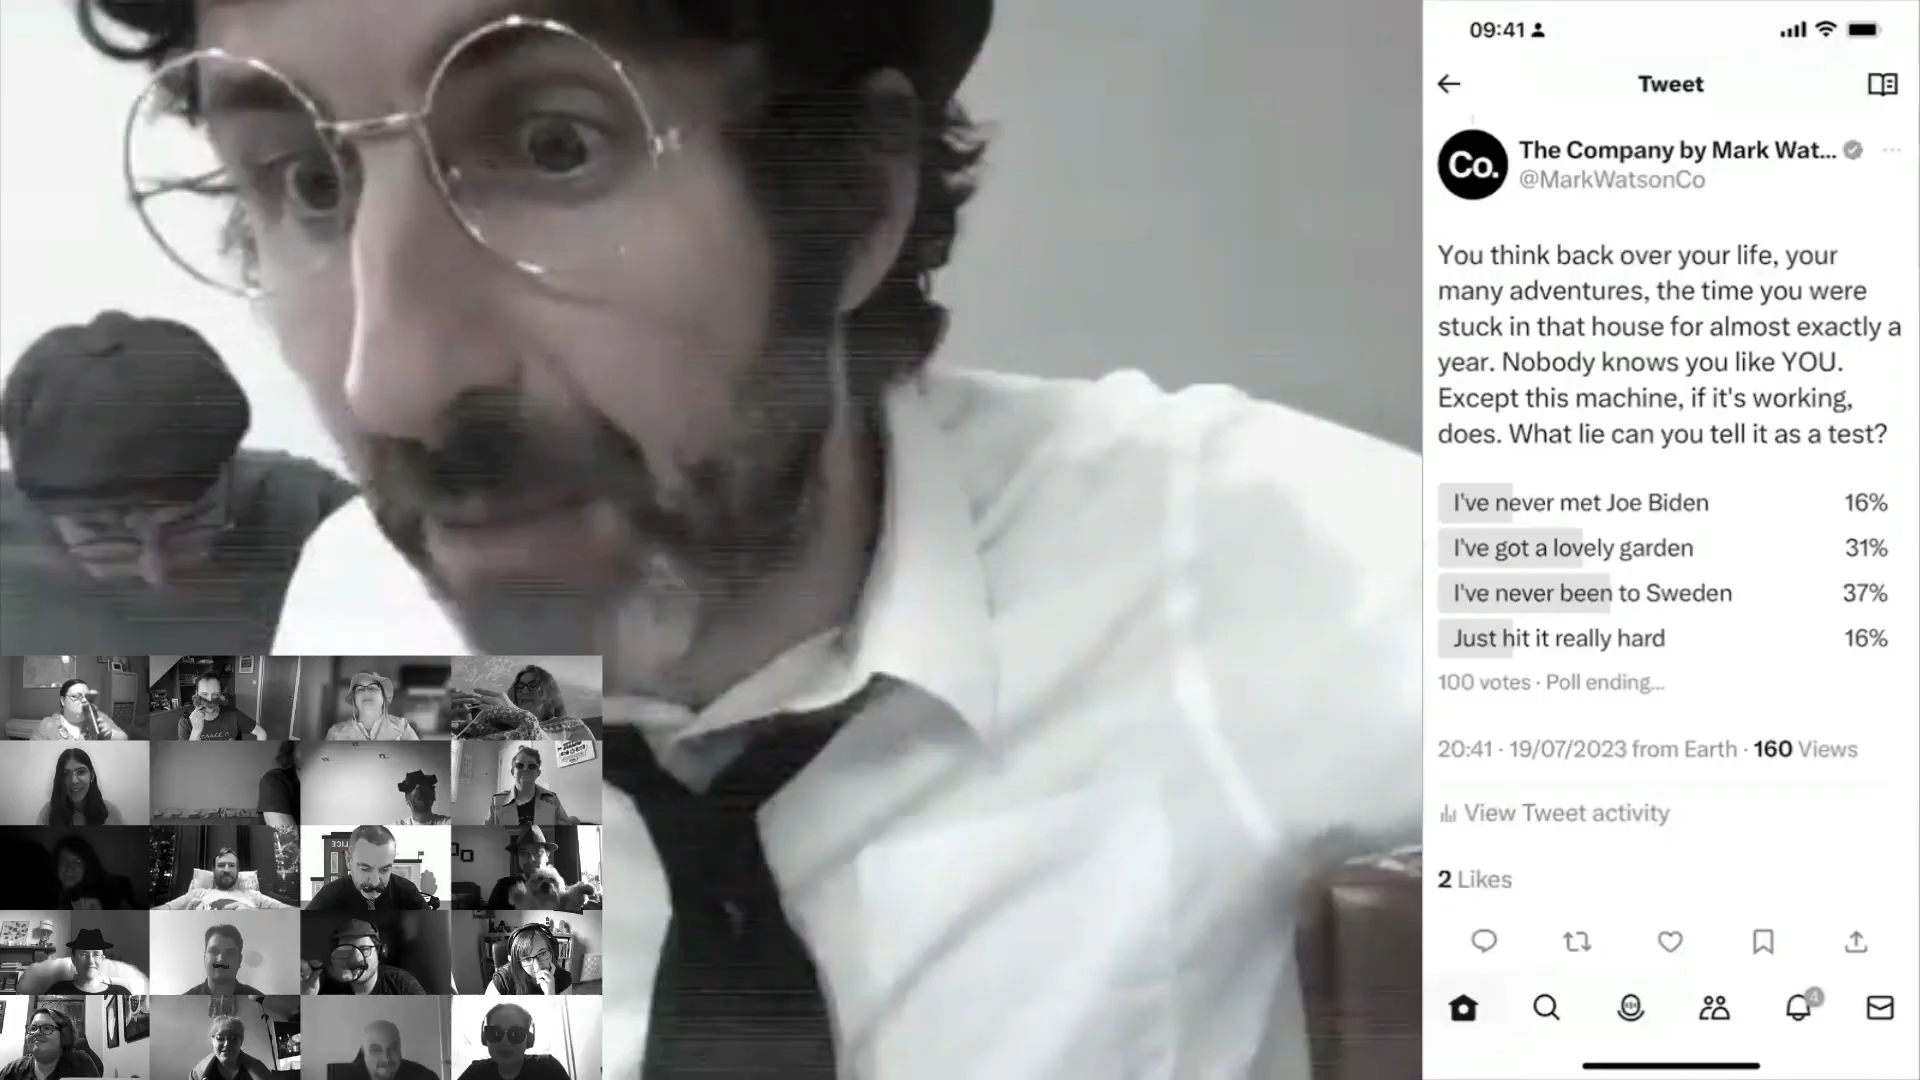 09:41
Tweet
Co.
The Company by Mark Wat...
@MarkWatsonCo
You think back over your life, your
many adventures, the time you were
stuck in that house for almost exactly a
year. Nobody knows you like YOU.
Except this machine, if it's working,
does. What lie can you tell it as a test?
I've never met Joe Biden 16%
I've got a lovely garden 31%
I've never been to Sweden 37%
Just hit it really hard 16%
100 votes · Poll ending...
20:41 · 19/07/2023 from Earth · 160 Views
View Tweet activity
2 Likes
4